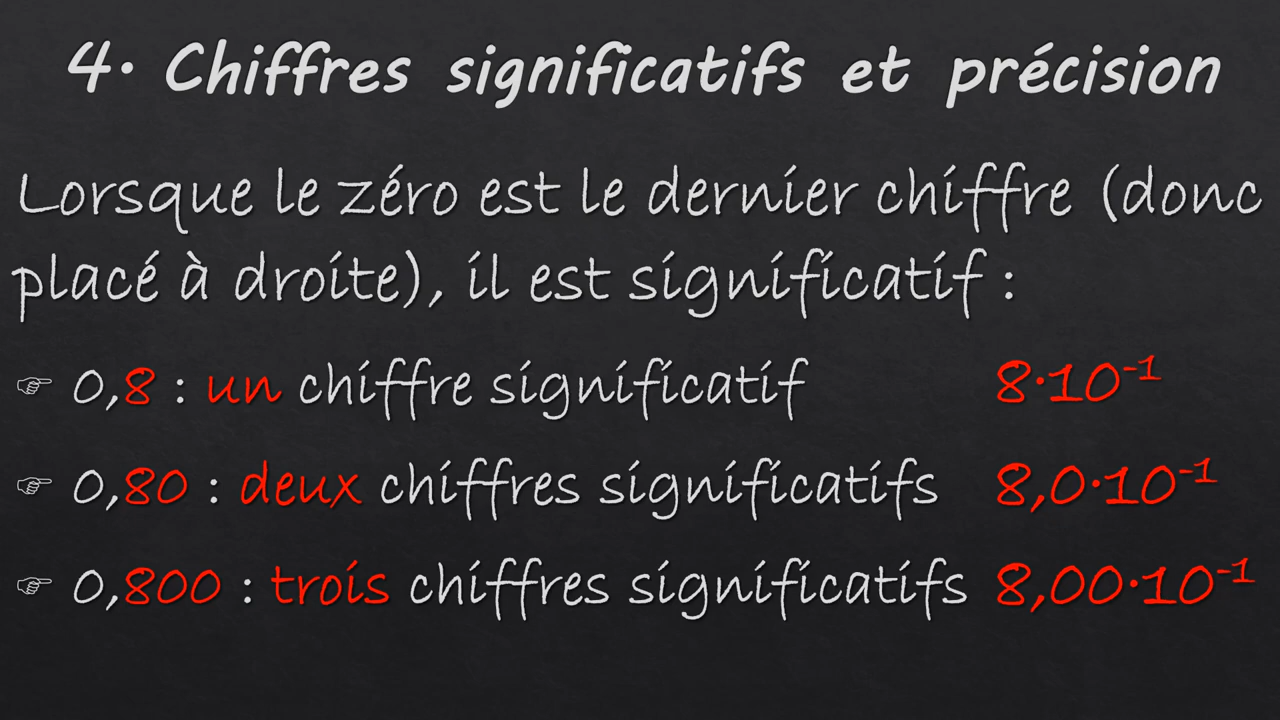 4. Chiffres significatifs et précision
Lorsque le zéro est le dernier chiffre (donc
placé à droite), il est significatif :
☞ 0,8 : un chiffre significatif 8·10⁻¹
☞ 0,80 : deux chiffres significatifs 8,0·10⁻¹
☞ 0,800 : trois chiffres significatifs 8,00·10⁻¹